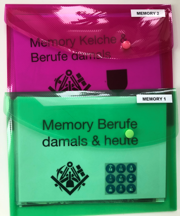 MEMORY 2
Memory Kelche &
Berufe damals
MEMORY 1
Memory Berufe
damals & heute